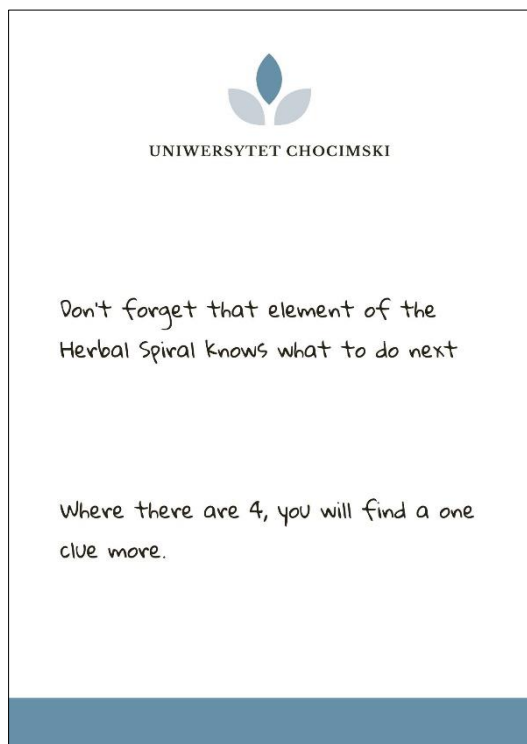 UNIWERSYTET CHOCIMSKI
Don't forget that element of the
Herbal Spiral knows what to do next
Where there are 4, you will find a one
clue more.